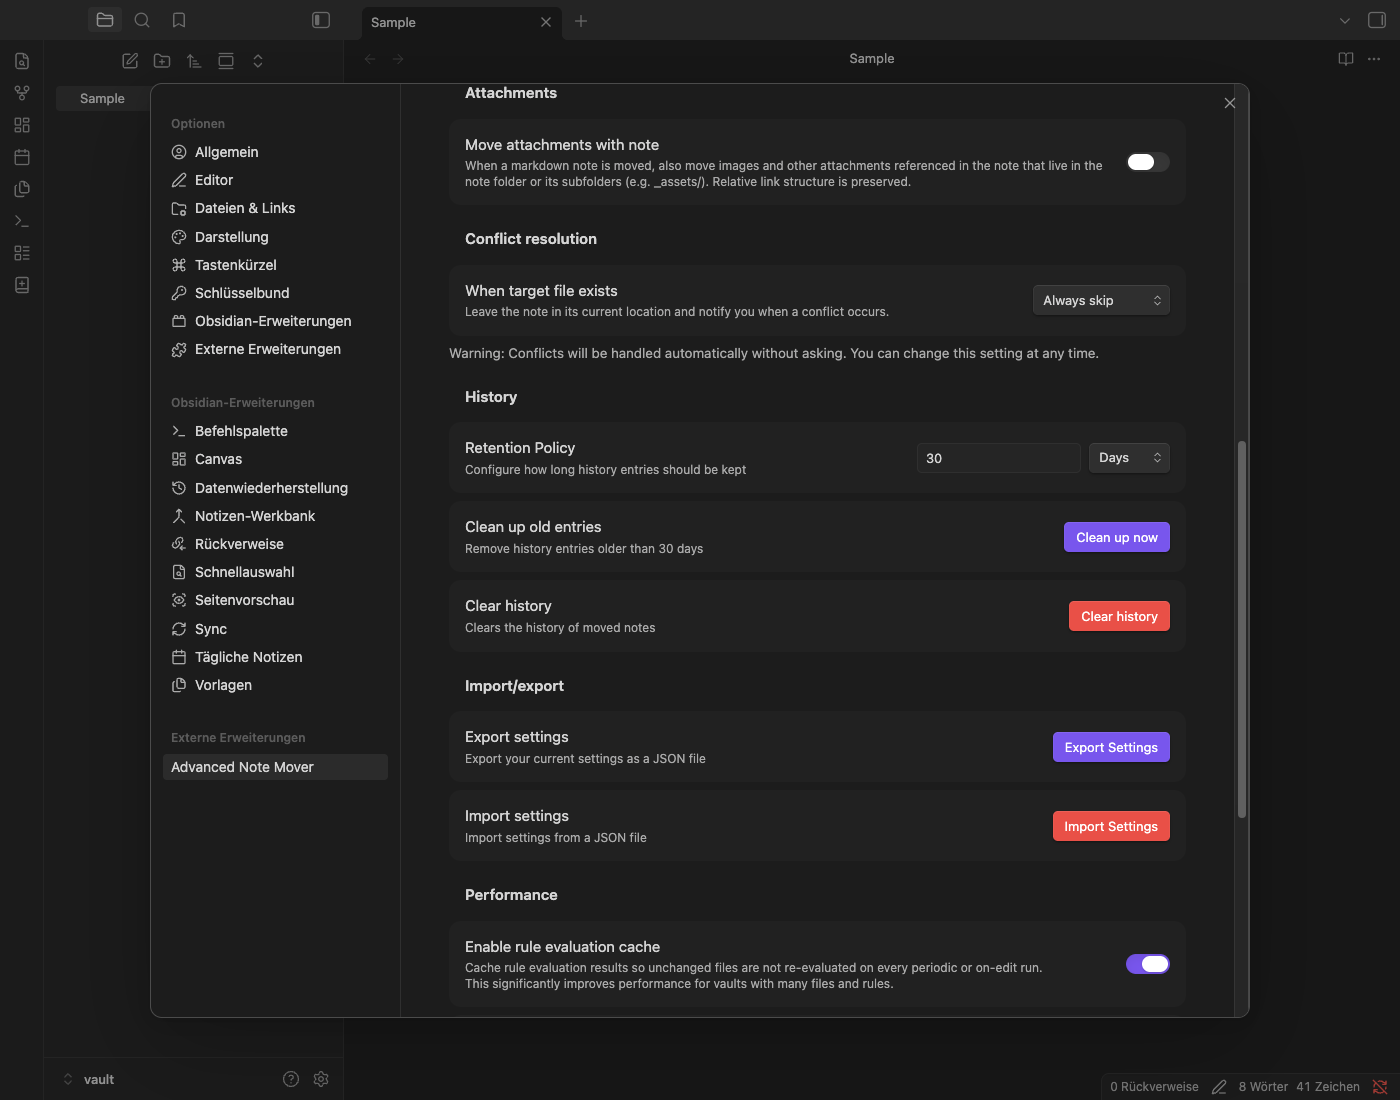 Sample
Sample
Sample
Optionen
Allgemein
Editor
Dateien & Links
Darstellung
Tastenkürzel
Schlüsselbund
Obsidian-Erweiterungen
Externe Erweiterungen
Obsidian-Erweiterungen
Befehlspalette
Canvas
Datenwiederherstellung
Notizen-Werkbank
Rückverweise
Schnellauswahl
Seitenvorschau
Sync
Tägliche Notizen
Vorlagen
Externe Erweiterungen
Advanced Note Mover
Attachments
Move attachments with note
When a markdown note is moved, also move images and other attachments referenced in the note that live in the
note folder or its subfolders (e.g. _assets/). Relative link structure is preserved.
Conflict resolution
When target file exists
Leave the note in its current location and notify you when a conflict occurs.
Always skip
Warning: Conflicts will be handled automatically without asking. You can change this setting at any time.
History
Retention Policy
Configure how long history entries should be kept
30
Days
Clean up old entries
Remove history entries older than 30 days
Clean up now
Clear history
Clears the history of moved notes
Clear history
Import/export
Export settings
Export your current settings as a JSON file
Export Settings
Import settings
Import settings from a JSON file
Import Settings
Performance
Enable rule evaluation cache
Cache rule evaluation results so unchanged files are not re-evaluated on every periodic or on-edit run.
This significantly improves performance for vaults with many files and rules.
vault
0 Rückverweise
8 Wörter
41 Zeichen